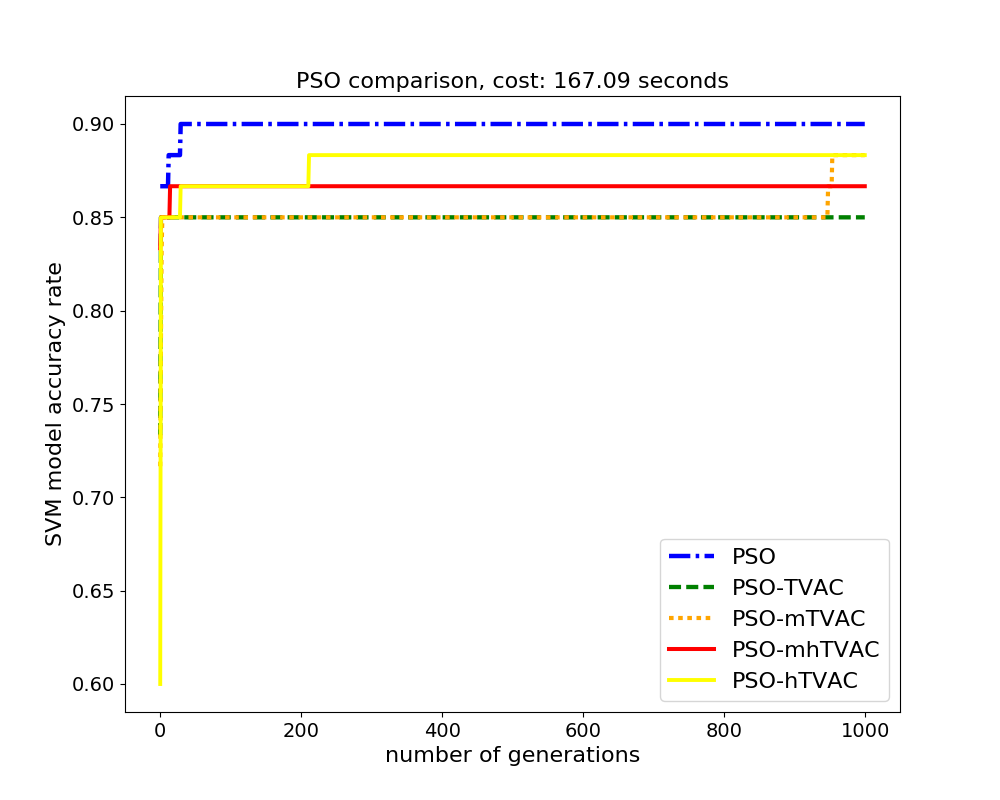 PSO comparison, cost: 167.09 seconds
SVM model accuracy rate
0.90
0.85
0.80
0.75
0.70
0.65
0.60
0
200
400
600
800
1000
number of generations
PSO
PSO-TVAC
PSO-mTVAC
PSO-mhTVAC
PSO-hTVAC